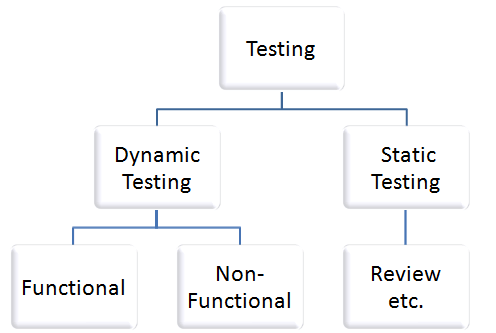 Testing
Dynamic
Testing
Static
Testing
Functional
Non-
Functional
Review
etc.